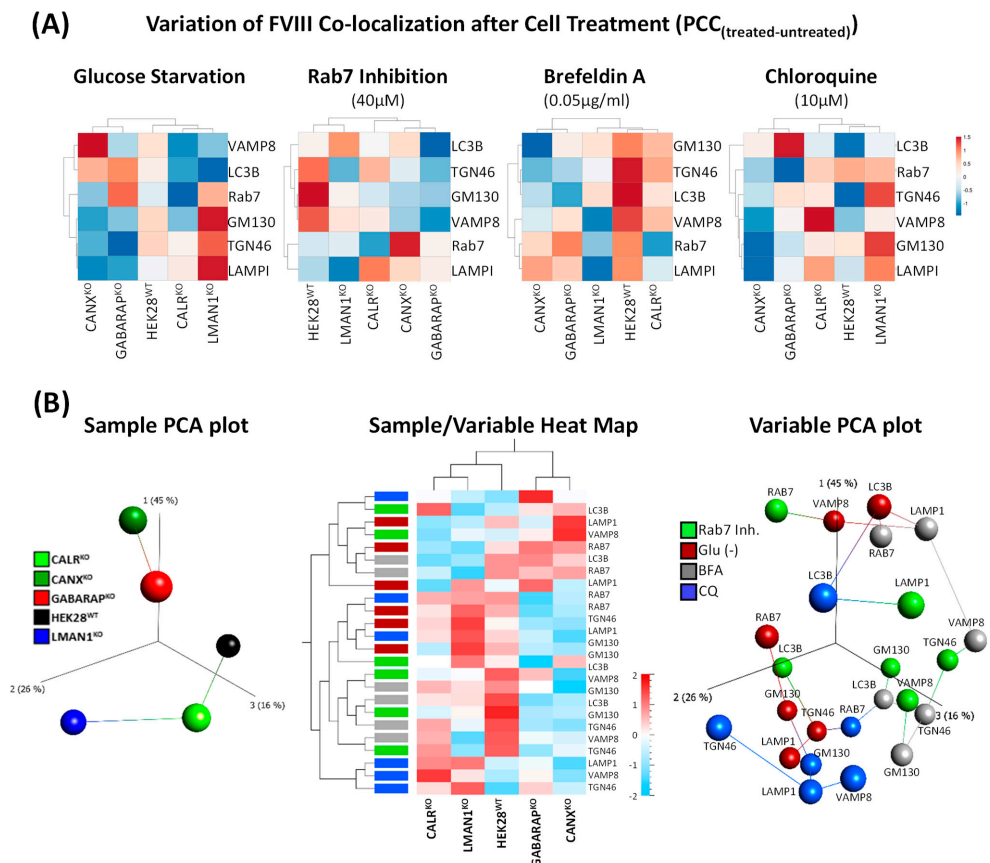 (A)
Variation of FVIII Co-localization after Cell Treatment (PCC(treated-untreated))
Glucose Starvation
Rab7 Inhibition
(40µM)
Brefeldin A
(0.05µg/ml)
Chloroquine
(10µM)
VAMP8
LC3B
Rab7
GM130
TGN46
LAMPI
CANXKO
GABARAPKO
HEK28WT
CALRKO
LMAN1KO
LC3B
TGN46
GM130
VAMP8
Rab7
LAMPI
HEK28WT
LMAN1KO
CALRKO
CANXKO
GABARAPKO
GM130
TGN46
LC3B
VAMP8
Rab7
LAMPI
CANXKO
GABARAPKO
LMAN1KO
HEK28WT
CALRKO
LC3B
Rab7
TGN46
VAMP8
GM130
LAMPI
CANXKO
GABARAPKO
CALRKO
HEK28WT
LMAN1KO
1.5
1
0.5
0
-0.5
-1
(B)
Sample PCA plot
1 (45 %)
CALRKO
CANXKO
GABARAPKO
HEK28WT
LMAN1KO
2 (26 %)
3 (16 %)
Sample/Variable Heat Map
LC3B
LAMP1
VAMP8
RAB7
LC3B
RAB7
LAMP1
RAB7
RAB7
TGN46
LAMP1
GM130
GM130
LC3B
VAMP8
GM130
LC3B
GM130
TGN46
VAMP8
TGN46
LAMP1
VAMP8
TGN46
2
1
0
-1
-2
CALRKO
LMAN1KO
HEK28WT
GABARAPKO
CANXKO
Variable PCA plot
Rab7 Inh.
Glu (-)
BFA
CQ
1 (45 %)
RAB7
VAMP8
LC3B
LAMP1
RAB7
LC3B
LAMP1
RAB7
VAMP8
LC3B
GM130
TGN46
2 (26 %)
GM130
LC3B
VAMP8
TGN46
RAB7
3 (16 %)
TGN46
TGN46
LAMP1
GM130
GM130
LAMP1
VAMP8